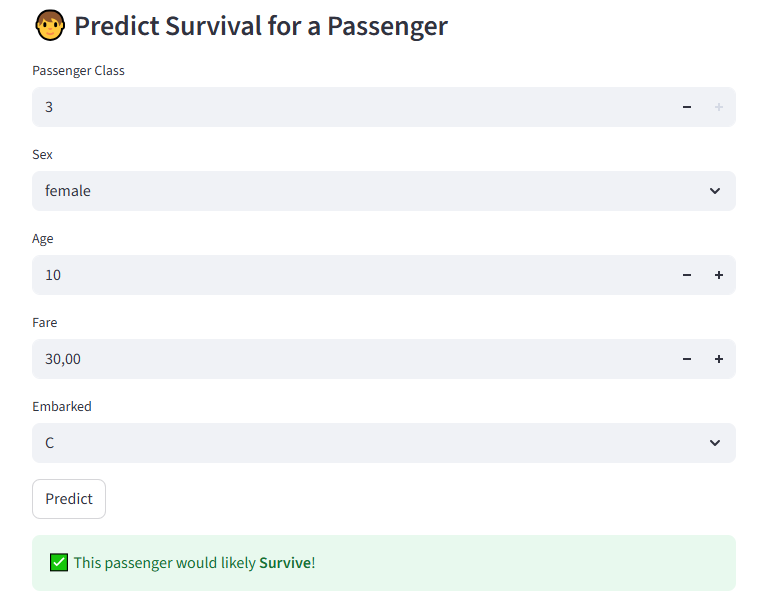 Predict Survival for a Passenger
Passenger Class
3
Sex
female
Age
10
Fare
30,00
Embarked
C
Predict
This passenger would likely Survive!